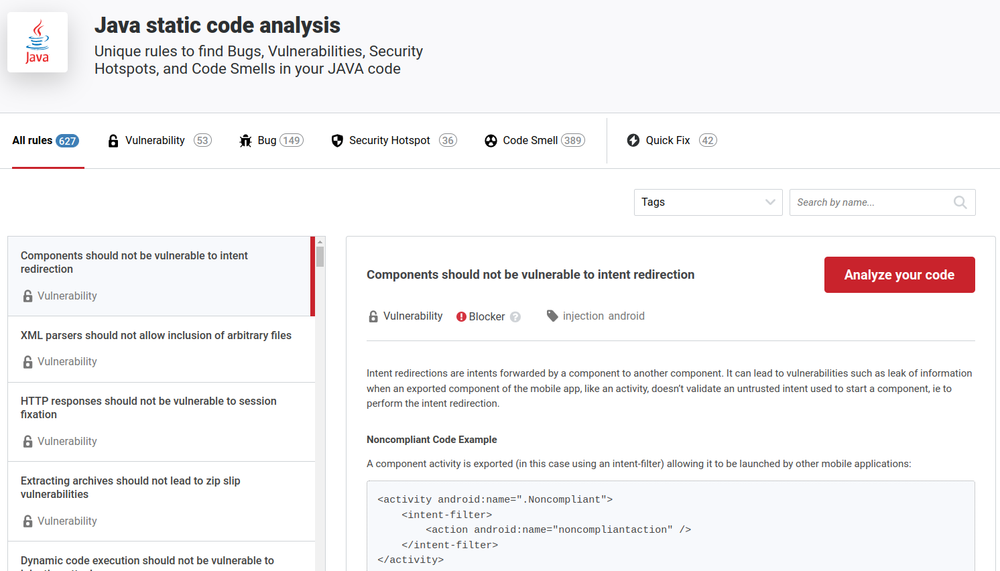 Java
Java static code analysis
Unique rules to find Bugs, Vulnerabilities, Security
Hotspots, and Code Smells in your JAVA code
All rules 627 Vulnerability 53 Bug 149 Security Hotspot 36 Code Smell 389 Quick Fix 42
Tags Search by name...
Components should not be vulnerable to intent
redirection
Vulnerability
XML parsers should not allow inclusion of arbitrary files
Vulnerability
HTTP responses should not be vulnerable to session
fixation
Vulnerability
Extracting archives should not lead to zip slip
vulnerabilities
Vulnerability
Dynamic code execution should not be vulnerable to
Components should not be vulnerable to intent redirection
Analyze your code
Vulnerability Blocker ? injection android
Intent redirections are intents forwarded by a component to another component. It can lead to vulnerabilities such as leak of information
when an exported component of the mobile app, like an activity, doesn’t validate an untrusted intent used to start a component, ie to
perform the intent redirection.
Noncompliant Code Example
A component activity is exported (in this case using an intent-filter) allowing it to be launched by other mobile applications:
<activity android:name=".Noncompliant">
    <intent-filter>
        <action android:name="noncompliantaction" />
    </intent-filter>
</activity>